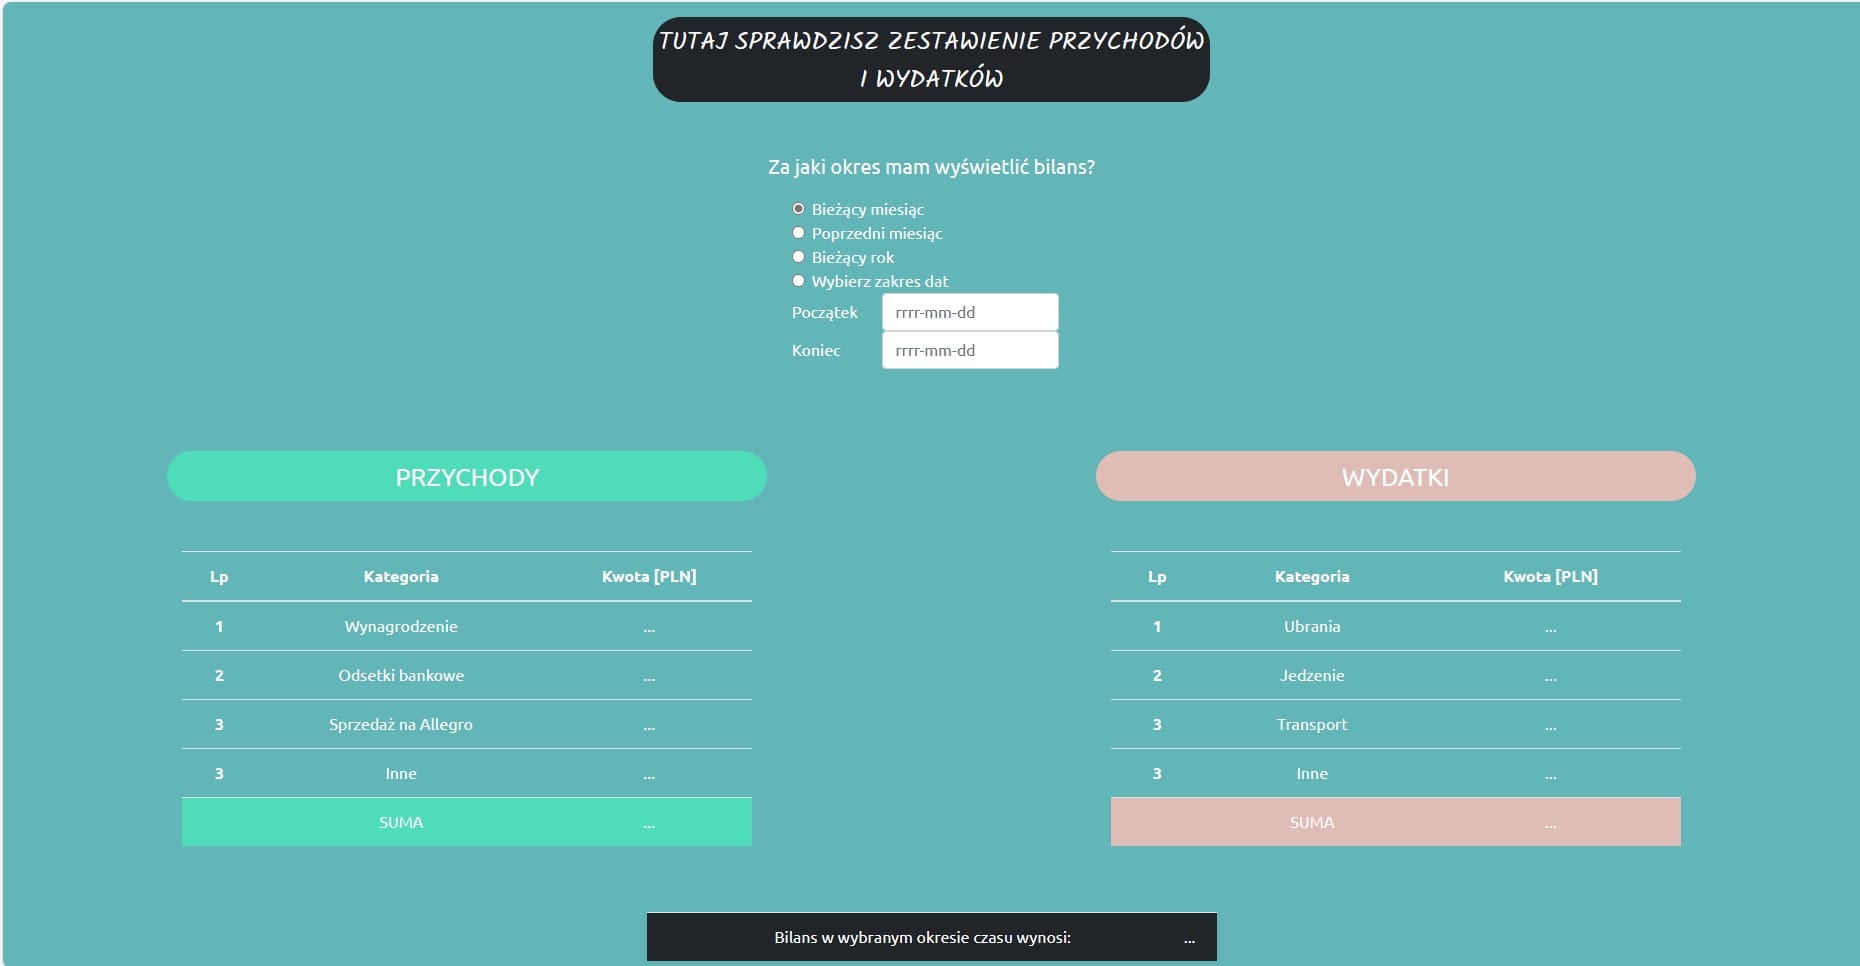 TUTAJ SPRAWDZISZ ZESTAWIENIE PRZYCHODÓW
I WYDATKÓW
Za jaki okres mam wyświetlić bilans?
Bieżący miesiąc
Poprzedni miesiąc
Bieżący rok
Wybierz zakres dat
Początek rrrr-mm-dd
Koniec rrrr-mm-dd
PRZYCHODY
Lp Kategoria Kwota [PLN]
1 Wynagrodzenie ...
2 Odsetki bankowe ...
3 Sprzedaż na Allegro ...
3 Inne ...
SUMA ...
WYDATKI
Lp Kategoria Kwota [PLN]
1 Ubrania ...
2 Jedzenie ...
3 Transport ...
3 Inne ...
SUMA ...
Bilans w wybranym okresie czasu wynosi: ...